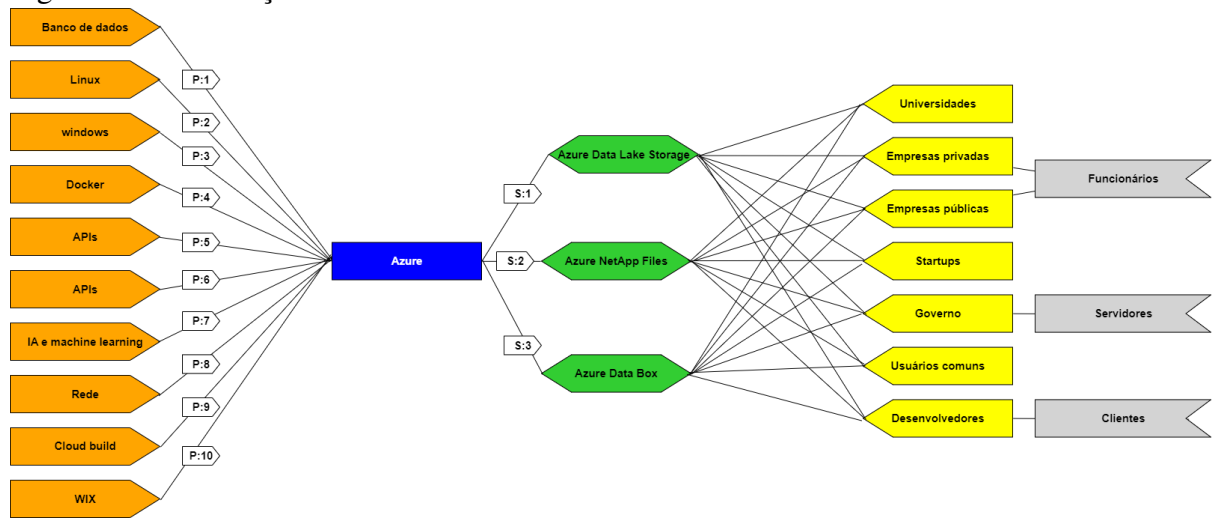 Banco de dados
Linux
windows
Docker
APIs
APIs
IA e machine learning
Rede
Cloud build
WIX
P:1
P:2
P:3
P:4
P:5
P:6
P:7
P:8
P:9
P:10
Azure
S:1
S:2
S:3
Azure Data Lake Storage
Azure NetApp Files
Azure Data Box
Universidades
Empresas privadas
Empresas públicas
Startups
Governo
Usuários comuns
Desenvolvedores
Funcionários
Servidores
Clientes